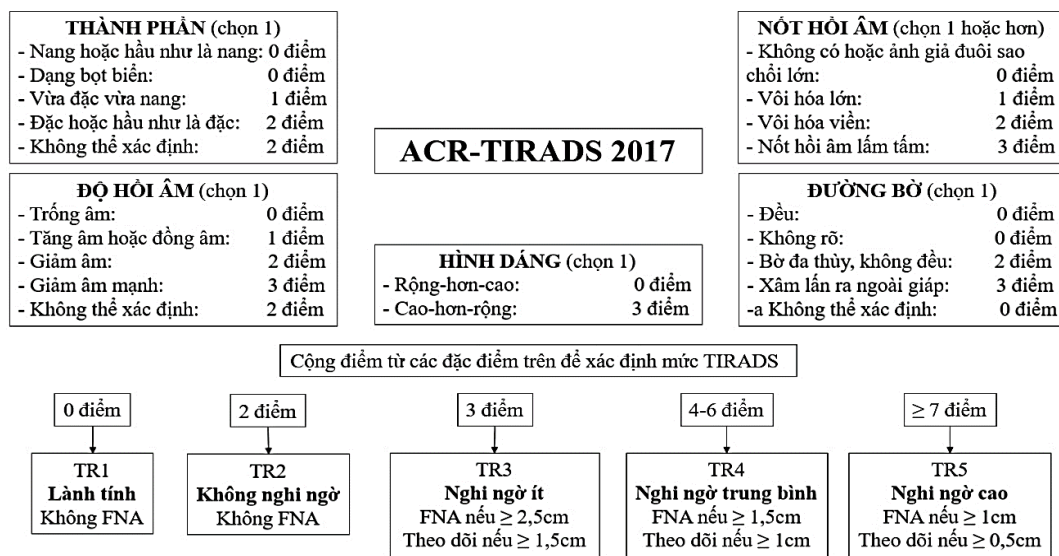 THÀNH PHẦN (chọn 1)
- Nang hoặc hầu như là nang: 0 điểm
- Dạng bọt biển: 0 điểm
- Vừa đặc vừa nang: 1 điểm
- Đặc hoặc hầu như là đặc: 2 điểm
- Không thể xác định: 2 điểm
NỐT HỒI ÂM (chọn 1 hoặc hơn)
- Không có hoặc ảnh giả đuôi sao
chổi lớn: 0 điểm
- Vôi hóa lớn: 1 điểm
- Vôi hóa viền: 2 điểm
- Nốt hồi âm lấm tấm: 3 điểm
ACR-TIRADS 2017
ĐỘ HỒI ÂM (chọn 1)
- Trống âm: 0 điểm
- Tăng âm hoặc đồng âm: 1 điểm
- Giảm âm: 2 điểm
- Giảm âm mạnh: 3 điểm
- Không thể xác định: 2 điểm
HÌNH DÁNG (chọn 1)
- Rộng-hơn-cao: 0 điểm
- Cao-hơn-rộng: 3 điểm
ĐƯỜNG BỜ (chọn 1)
- Đều: 0 điểm
- Không rõ: 0 điểm
- Bờ đa thùy, không đều: 2 điểm
- Xâm lấn ra ngoài giáp: 3 điểm
-a Không thể xác định: 0 điểm
Cộng điểm từ các đặc điểm trên để xác định mức TIRADS
0 điểm
2 điểm
3 điểm
4-6 điểm
≥ 7 điểm
TR1
Lành tính
Không FNA
TR2
Không nghi ngờ
Không FNA
TR3
Nghi ngờ ít
FNA nếu ≥ 2,5cm
Theo dõi nếu ≥ 1,5cm
TR4
Nghi ngờ trung bình
FNA nếu ≥ 1,5cm
Theo dõi nếu ≥ 1cm
TR5
Nghi ngờ cao
FNA nếu ≥ 1cm
Theo dõi nếu ≥ 0,5cm